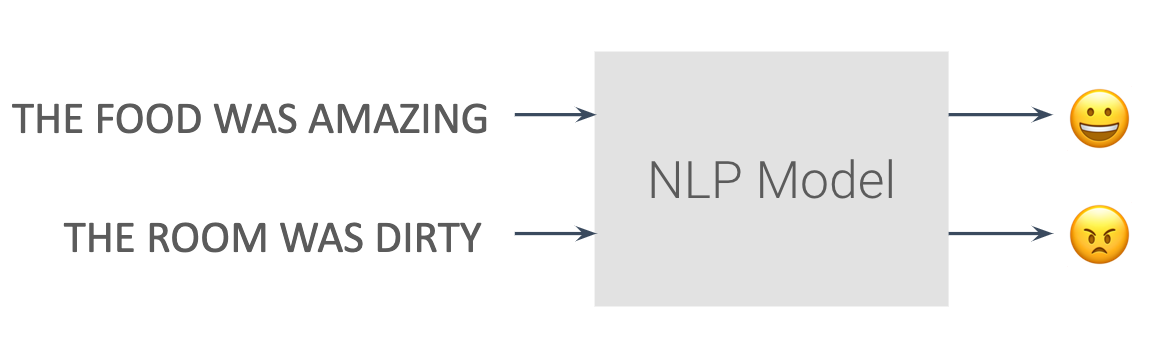 THE FOOD WAS AMAZING
NLP Model
THE ROOM WAS DIRTY